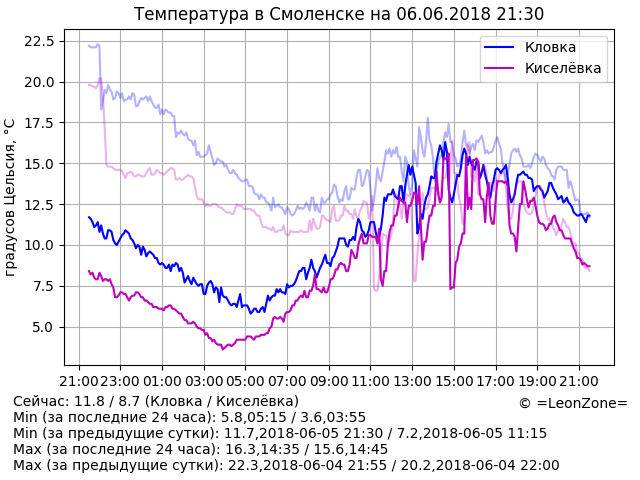 Температура в Смоленске на 06.06.2018 21:30
Кловка
Киселёвка
градусов Цельсия, °C
22.5
20.0
17.5
15.0
12.5
10.0
7.5
5.0
21:00 23:00 01:00 03:00 05:00 07:00 09:00 11:00 13:00 15:00 17:00 19:00 21:00
Сейчас: 11.8 / 8.7 (Кловка / Киселёвка)
© =LeonZone=
Min (за последние 24 часа): 5.8,05:15 / 3.6,03:55
Min (за предыдущие сутки): 11.7,2018-06-05 21:30 / 7.2,2018-06-05 11:15
Max (за последние 24 часа): 16.3,14:35 / 15.6,14:45
Max (за предыдущие сутки): 22.3,2018-06-04 21:55 / 20.2,2018-06-04 22:00